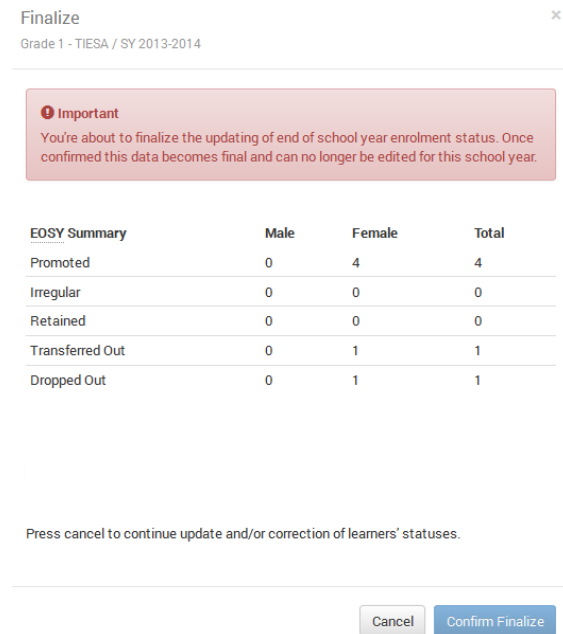 Finalize
×
Grade 1 - TIESA / SY 2013-2014
Important
You're about to finalize the updating of end of school year enrolment status. Once
confirmed this data becomes final and can no longer be edited for this school year.
EOSY Summary Male Female Total
Promoted 0 4 4
Irregular 0 0 0
Retained 0 0 0
Transferred Out 0 1 1
Dropped Out 0 1 1
Press cancel to continue update and/or correction of learners' statuses.
Cancel Confirm Finalize